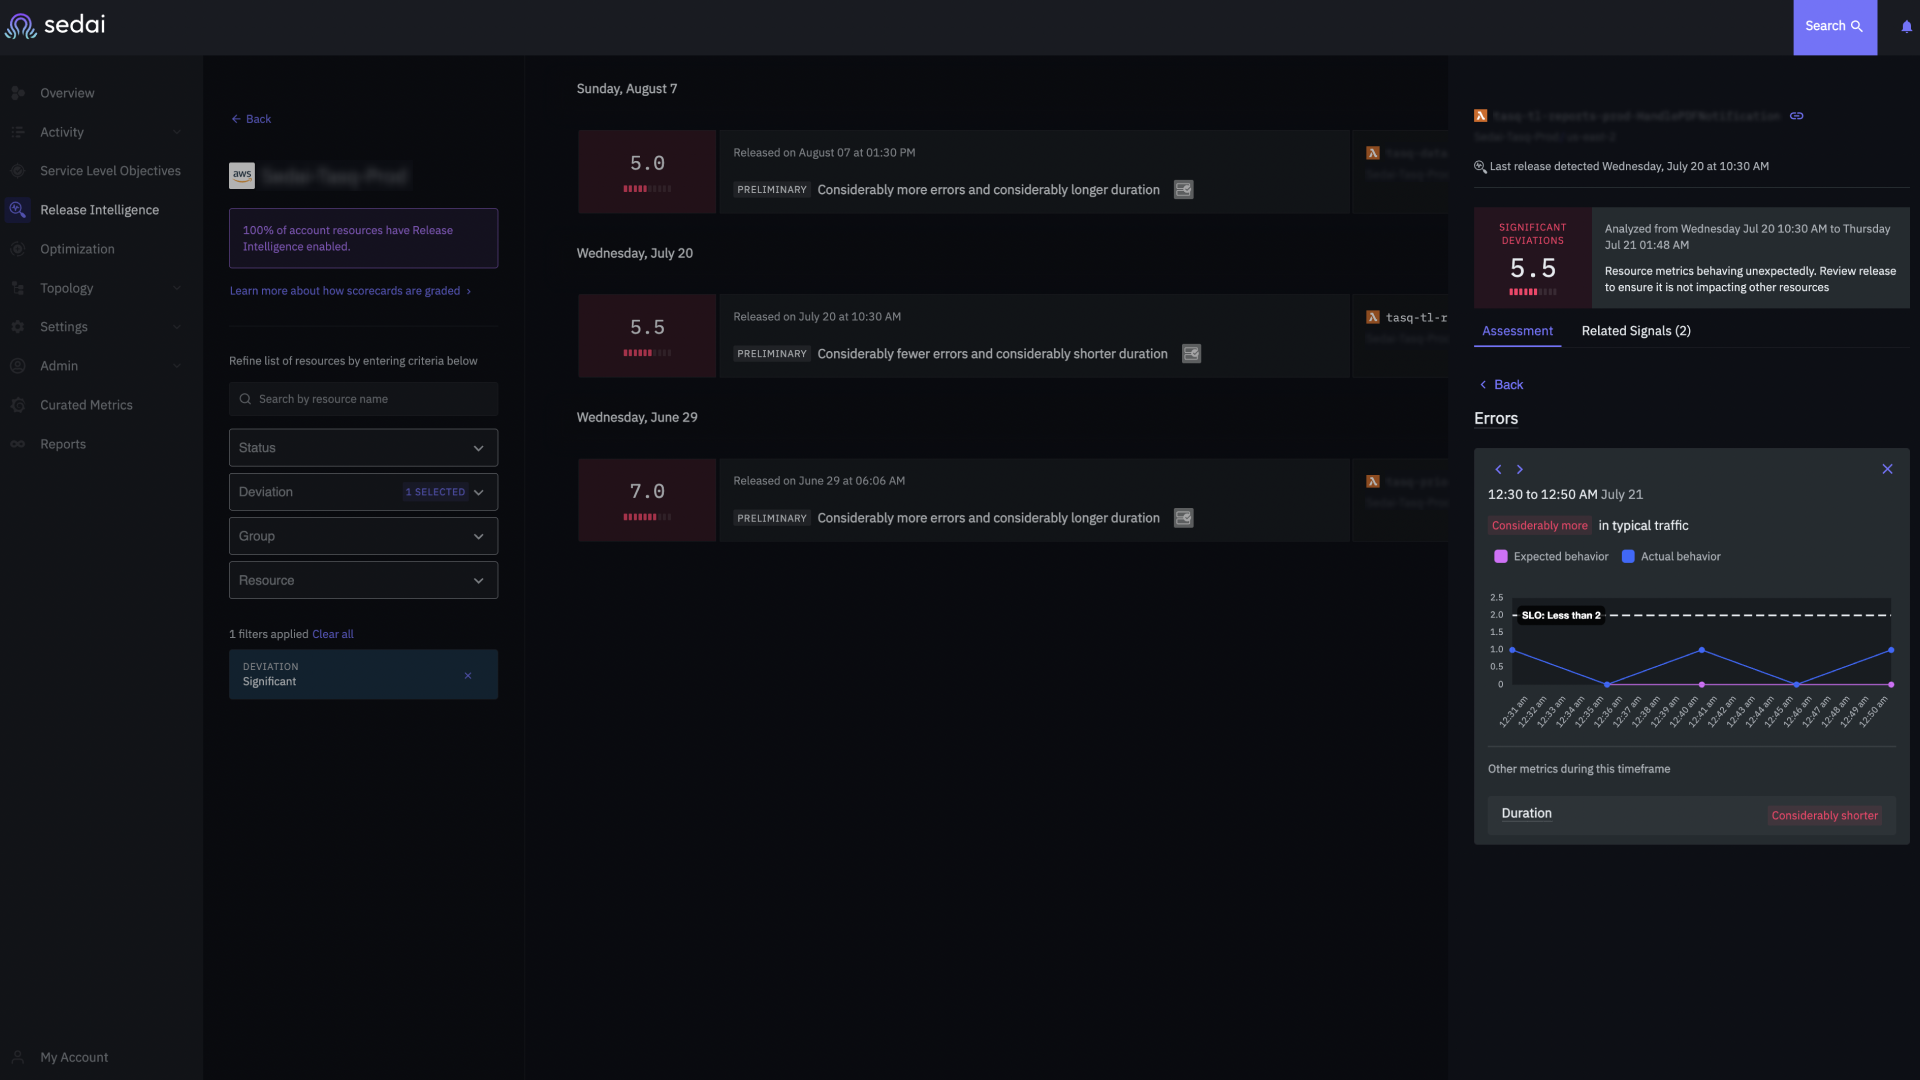 sedai
Search
Overview
Activity
Service Level Objectives
Release Intelligence
Optimization
Topology
Settings
Admin
Curated Metrics
Reports
My Account
Back
aws
100% of account resources have Release
Intelligence enabled.
Learn more about how scorecards are graded
Refine list of resources by entering criteria below
Search by resource name
Status
Deviation 1 SELECTED
Group
Resource
1 filters applied Clear all
DEVIATION
Significant
Sunday, August 7
5.0
Released on August 07 at 01:30 PM
PRELIMINARY Considerably more errors and considerably longer duration
Wednesday, July 20
5.5
Released on July 20 at 10:30 AM
PRELIMINARY Considerably fewer errors and considerably shorter duration
tasq-tl-r
Wednesday, June 29
7.0
Released on June 29 at 06:06 AM
PRELIMINARY Considerably more errors and considerably longer duration
Last release detected Wednesday, July 20 at 10:30 AM
SIGNIFICANT
DEVIATIONS
5.5
Analyzed from Wednesday Jul 20 10:30 AM to Thursday
Jul 21 01:48 AM
Resource metrics behaving unexpectedly. Review release
to ensure it is not impacting other resources
Assessment
Related Signals (2)
Back
Errors
12:30 to 12:50 AM July 21
Considerably more in typical traffic
Expected behavior
Actual behavior
2.5
2.0
1.5
1.0
0.5
0
SLO: Less than 2
12:31 am
12:32 am
12:33 am
12:34 am
12:35 am
12:36 am
12:37 am
12:38 am
12:39 am
12:40 am
12:41 am
12:42 am
12:43 am
12:44 am
12:45 am
12:46 am
12:47 am
12:48 am
12:49 am
12:50 am
Other metrics during this timeframe
Duration
Considerably shorter